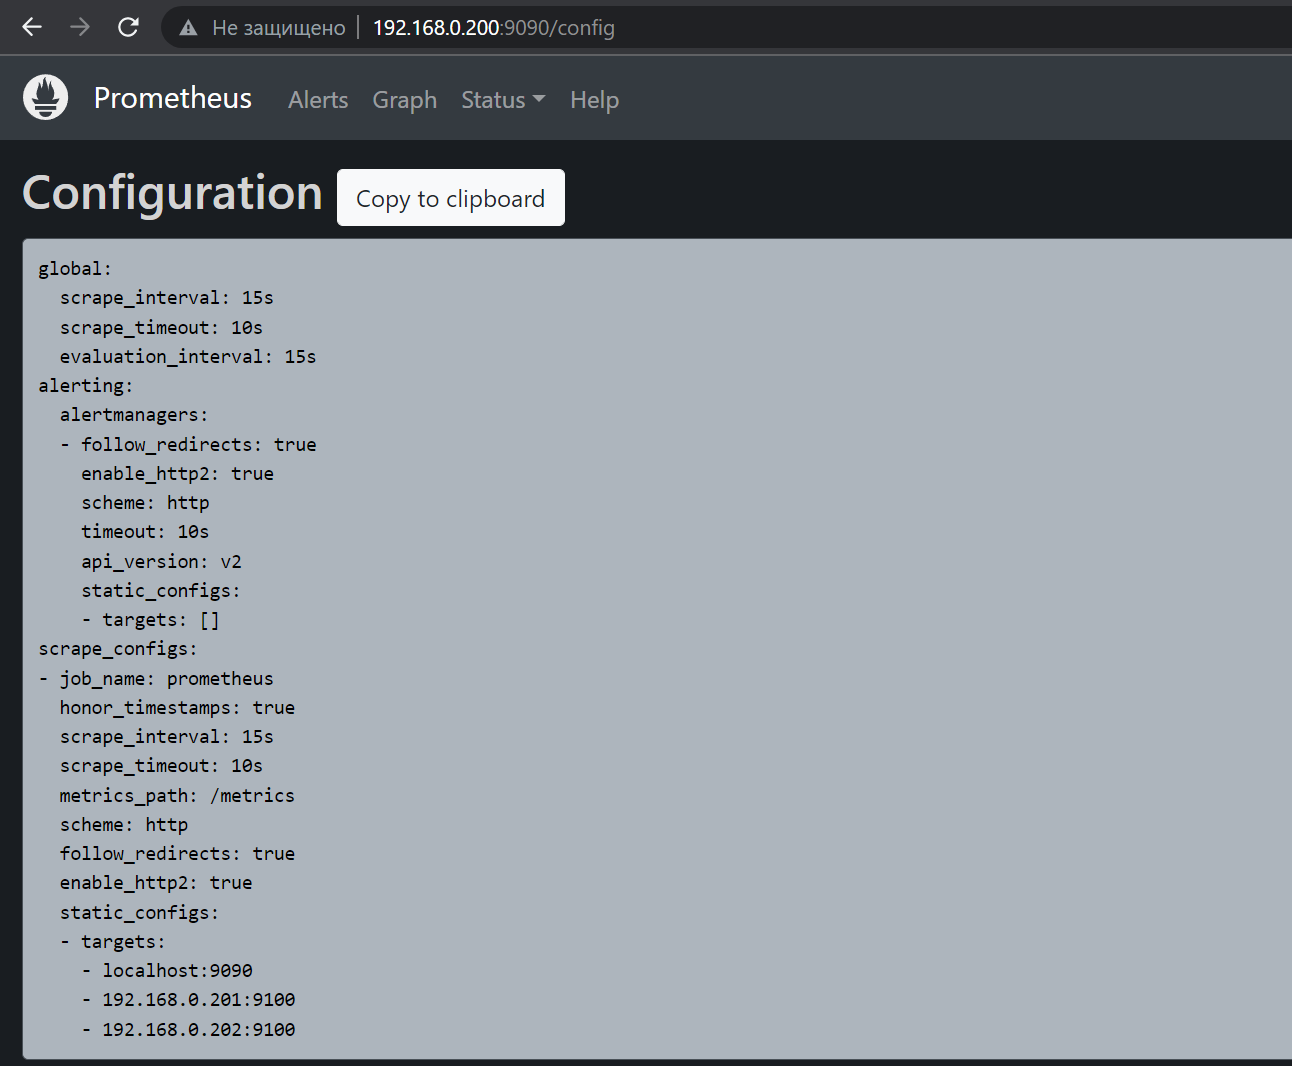 Не защищено 192.168.0.200:9090/config
Prometheus Alerts Graph Status Help
Configuration Copy to clipboard
global:
  scrape_interval: 15s
  scrape_timeout: 10s
  evaluation_interval: 15s
alerting:
  alertmanagers:
  - follow_redirects: true
    enable_http2: true
    scheme: http
    timeout: 10s
    api_version: v2
    static_configs:
    - targets: []
scrape_configs:
- job_name: prometheus
  honor_timestamps: true
  scrape_interval: 15s
  scrape_timeout: 10s
  metrics_path: /metrics
  scheme: http
  follow_redirects: true
  enable_http2: true
  static_configs:
  - targets:
    - localhost:9090
    - 192.168.0.201:9100
    - 192.168.0.202:9100